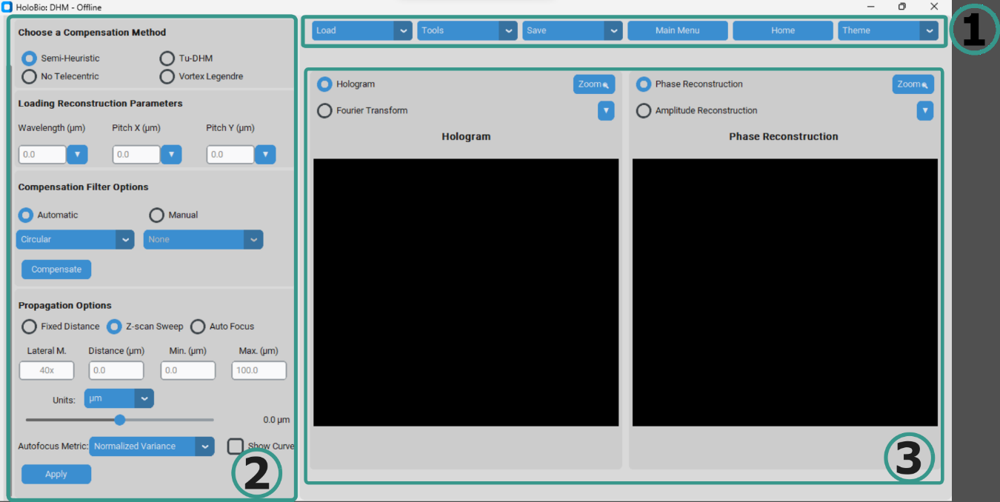 HoloBio: DHM - Offline
Load Tools Save Main Menu Home Theme
1
Choose a Compensation Method
Semi-Heuristic Tu-DHM
No Telecentric Vortex Legendre
Loading Reconstruction Parameters
Wavelength (µm) Pitch X (µm) Pitch Y (µm)
0.0 ▼ 0.0 ▼ 0.0 ▼
Compensation Filter Options
Automatic Manual
Circular None
Compensate
Propagation Options
Fixed Distance Z-scan Sweep Auto Focus
Lateral M. Distance (µm) Min. (µm) Max. (µm)
40x 0.0 0.0 100.0
Units: µm
0.0 µm
Autofocus Metric: Normalized Variance Show Curve
Apply
2
Hologram Zoom
Fourier Transform ▼
Hologram
Phase Reconstruction Zoom
Amplitude Reconstruction ▼
Phase Reconstruction
3